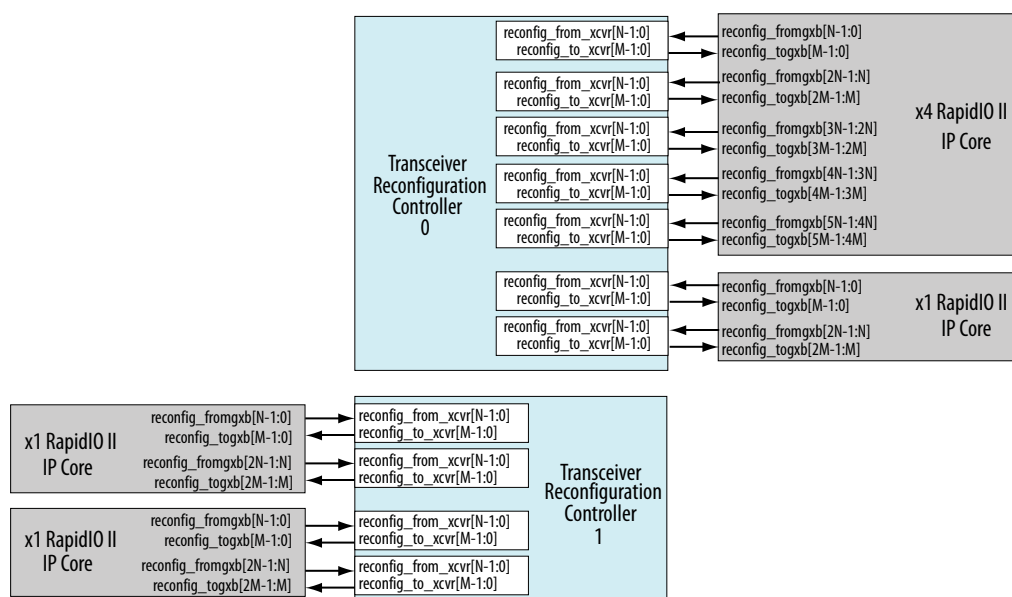 reconfig_from_xcvr[N-1:0]
reconfig_to_xcvr[M-1:0]
reconfig_from_xcvr[N-1:0]
reconfig_to_xcvr[M-1:0]
reconfig_from_xcvr[N-1:0]
reconfig_to_xcvr[M-1:0]
reconfig_from_xcvr[N-1:0]
reconfig_to_xcvr[M-1:0]
reconfig_from_xcvr[N-1:0]
reconfig_to_xcvr[M-1:0]
reconfig_from_xcvr[N-1:0]
reconfig_to_xcvr[M-1:0]
reconfig_from_xcvr[N-1:0]
reconfig_to_xcvr[M-1:0]
Transceiver
Reconfiguration
Controller
0
reconfig_fromgxb[N-1:0]
reconfig_togxb[M-1:0]
reconfig_fromgxb[2N-1:N]
reconfig_togxb[2M-1:M]
reconfig_fromgxb[3N-1:2N]
reconfig_togxb[3M-1:2M]
reconfig_fromgxb[4N-1:3N]
reconfig_togxb[4M-1:3M]
reconfig_fromgxb[5N-1:4N]
reconfig_togxb[5M-1:4M]
x4 RapidIO II
IP Core
reconfig_fromgxb[N-1:0]
reconfig_togxb[M-1:0]
reconfig_fromgxb[2N-1:N]
reconfig_togxb[2M-1:M]
x1 RapidIO II
IP Core
x1 RapidIO II
IP Core
reconfig_fromgxb[N-1:0]
reconfig_togxb[M-1:0]
reconfig_fromgxb[2N-1:N]
reconfig_togxb[2M-1:M]
x1 RapidIO II
IP Core
reconfig_fromgxb[N-1:0]
reconfig_togxb[M-1:0]
reconfig_fromgxb[2N-1:N]
reconfig_togxb[2M-1:M]
reconfig_from_xcvr[N-1:0]
reconfig_to_xcvr[M-1:0]
reconfig_from_xcvr[N-1:0]
reconfig_to_xcvr[M-1:0]
reconfig_from_xcvr[N-1:0]
reconfig_to_xcvr[M-1:0]
reconfig_from_xcvr[N-1:0]
reconfig_to_xcvr[M-1:0]
Transceiver
Reconfiguration
Controller
1